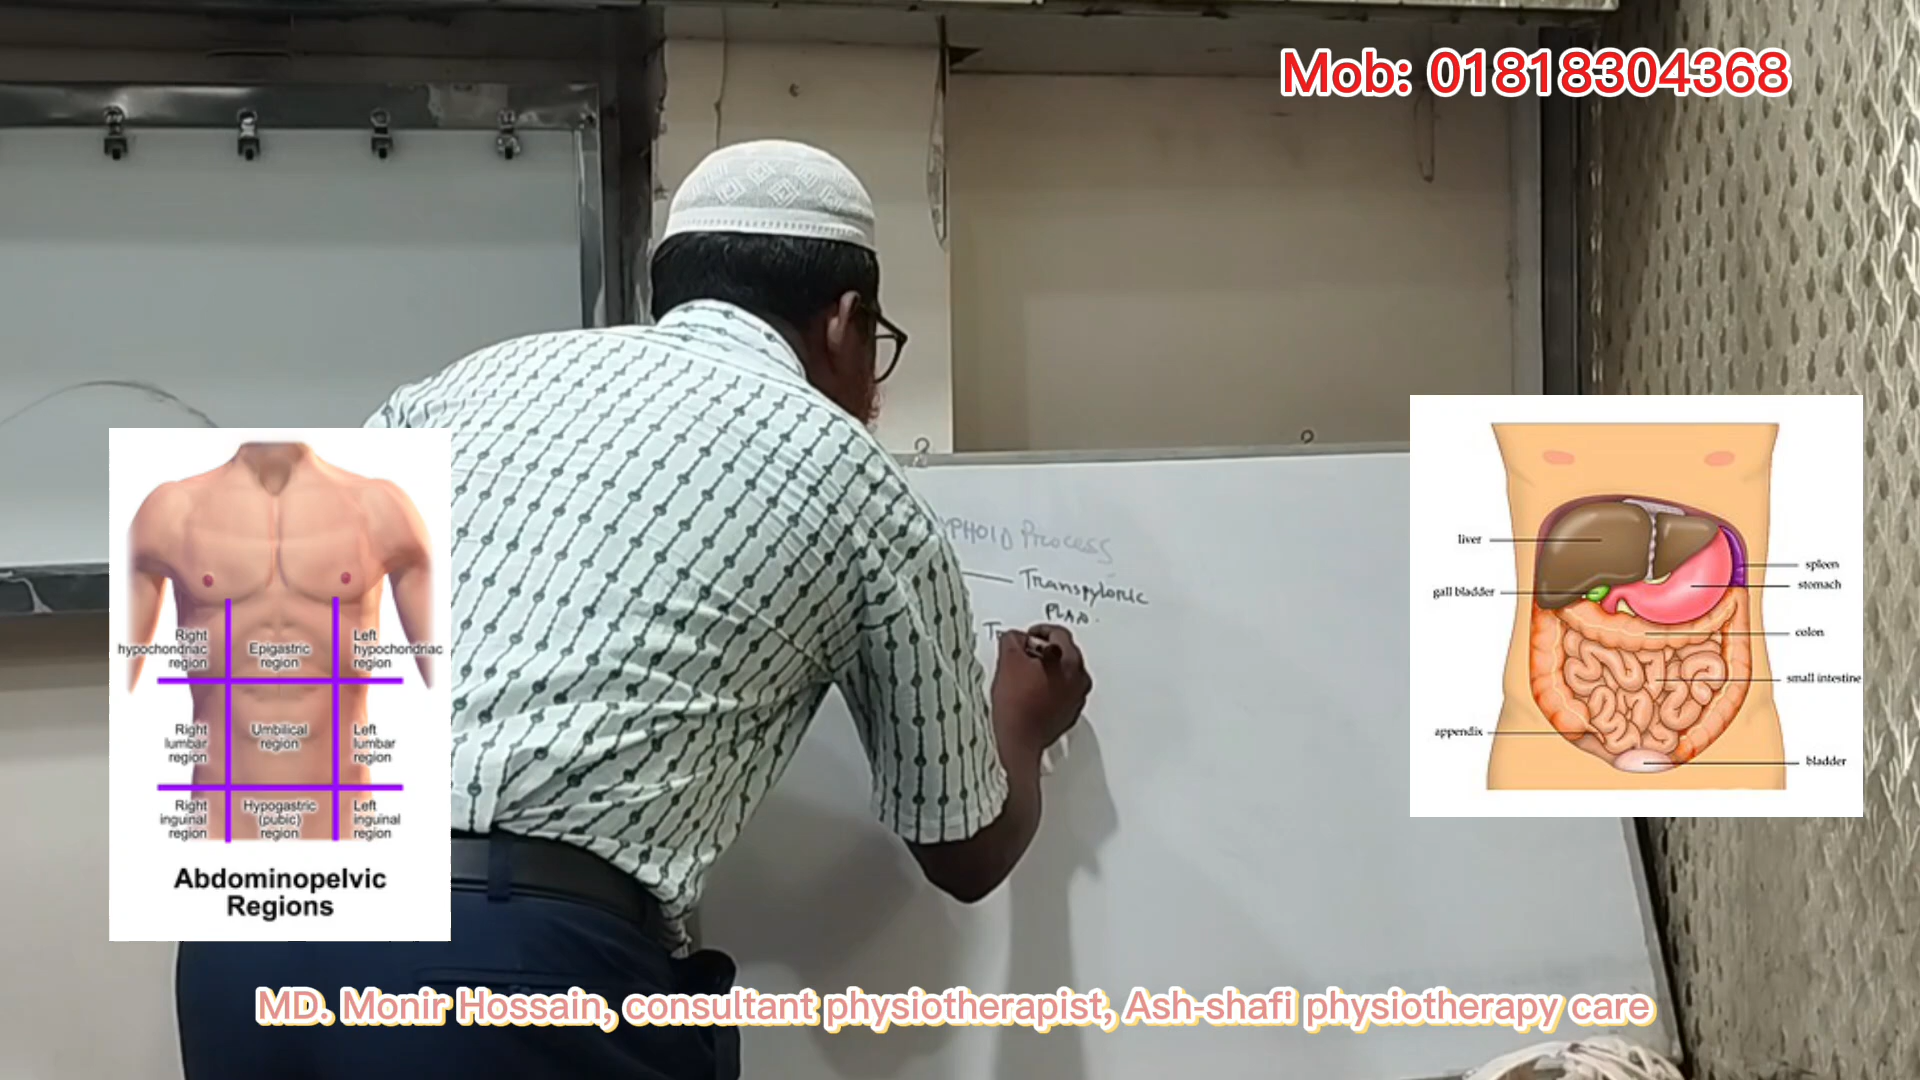 Mob: 01818304368
YPHOID Process
Transpyloric
PLAN.
Right
hypochondriac
region
Epigastric
region
Left
hypochondriac
region
Right
lumbar
region
Umbilical
region
Left
lumbar
region
Right
inguinal
region
Hypogastric
(pubic)
region
Left
inguinal
region
Abdominopelvic
Regions
liver
gall bladder
appendix
spleen
stomach
colon
small intestine
bladder
MD. Monir Hossain, consultant physiotherapist, Ash-shafi physiotherapy care